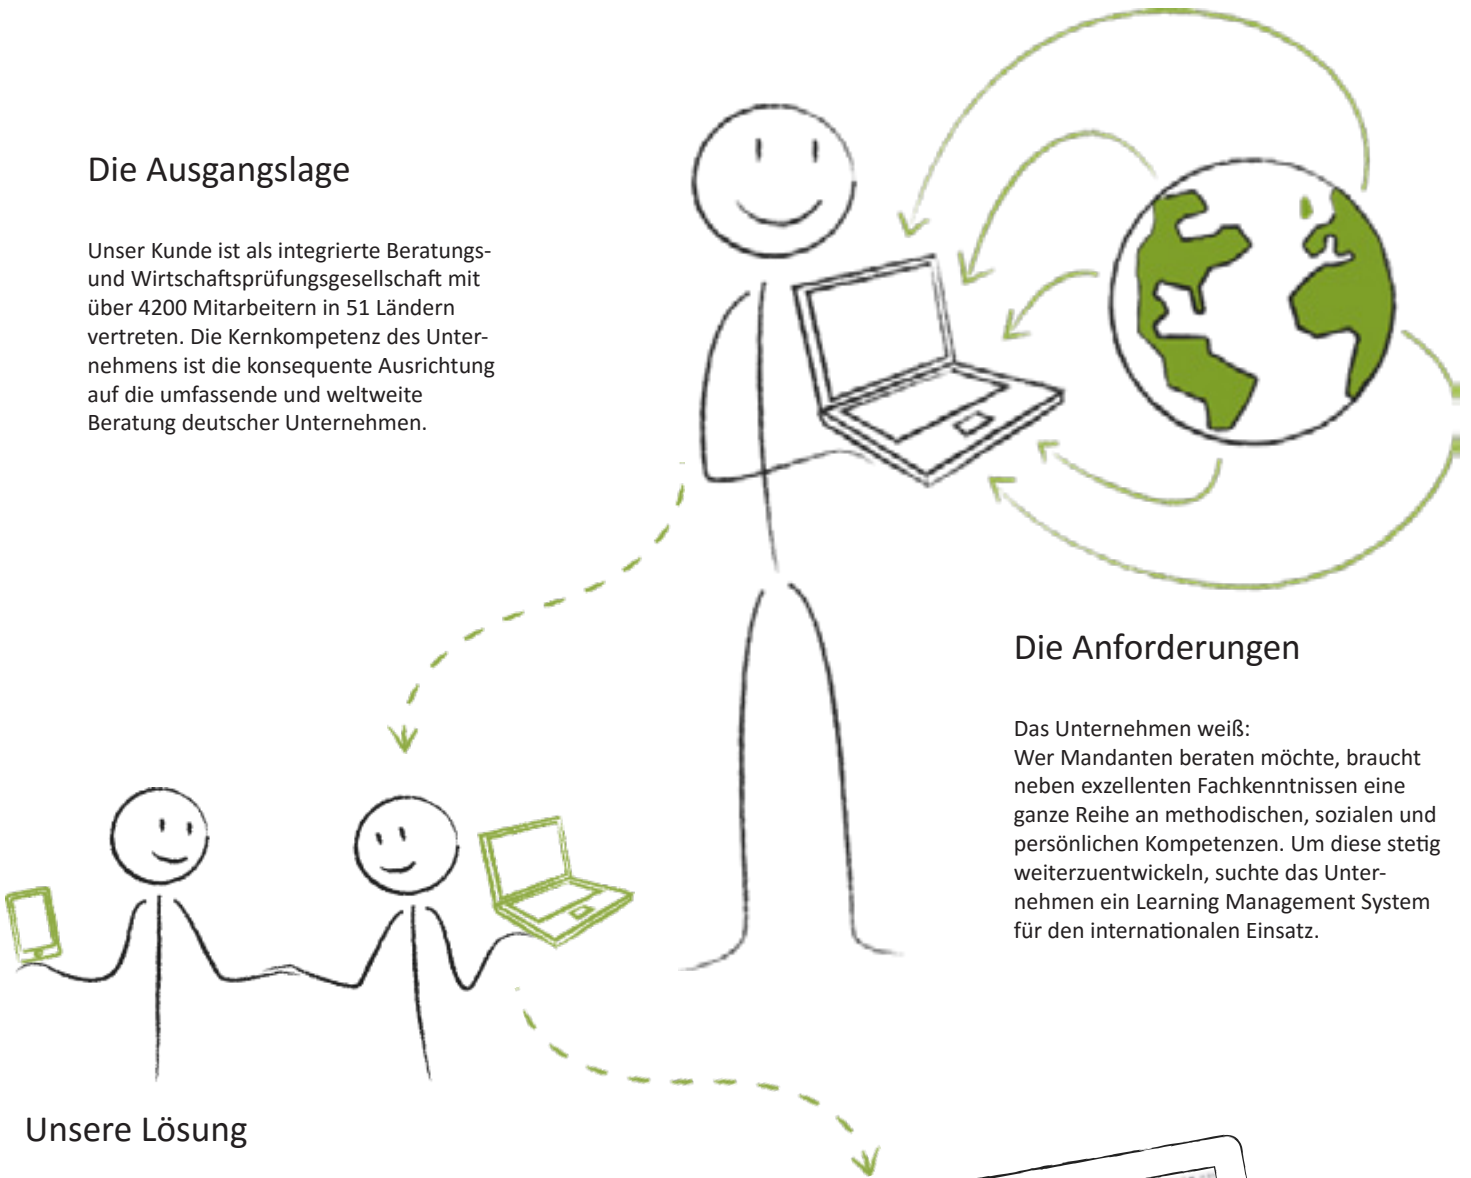 Die Ausgangslage
Unser Kunde ist als integrierte Beratungs-
und Wirtschaftsprüfungsgesellschaft mit
über 4200 Mitarbeitern in 51 Ländern
vertreten. Die Kernkompetenz des Unter-
nehmens ist die konsequente Ausrichtung
auf die umfassende und weltweite
Beratung deutscher Unternehmen.
Die Anforderungen
Das Unternehmen weiß:
Wer Mandanten beraten möchte, braucht
neben exzellenten Fachkenntnissen eine
ganze Reihe an methodischen, sozialen und
persönlichen Kompetenzen. Um diese stetig
weiterzuentwickeln, suchte das Unter-
nehmen ein Learning Management System
für den internationalen Einsatz.
Unsere Lösung